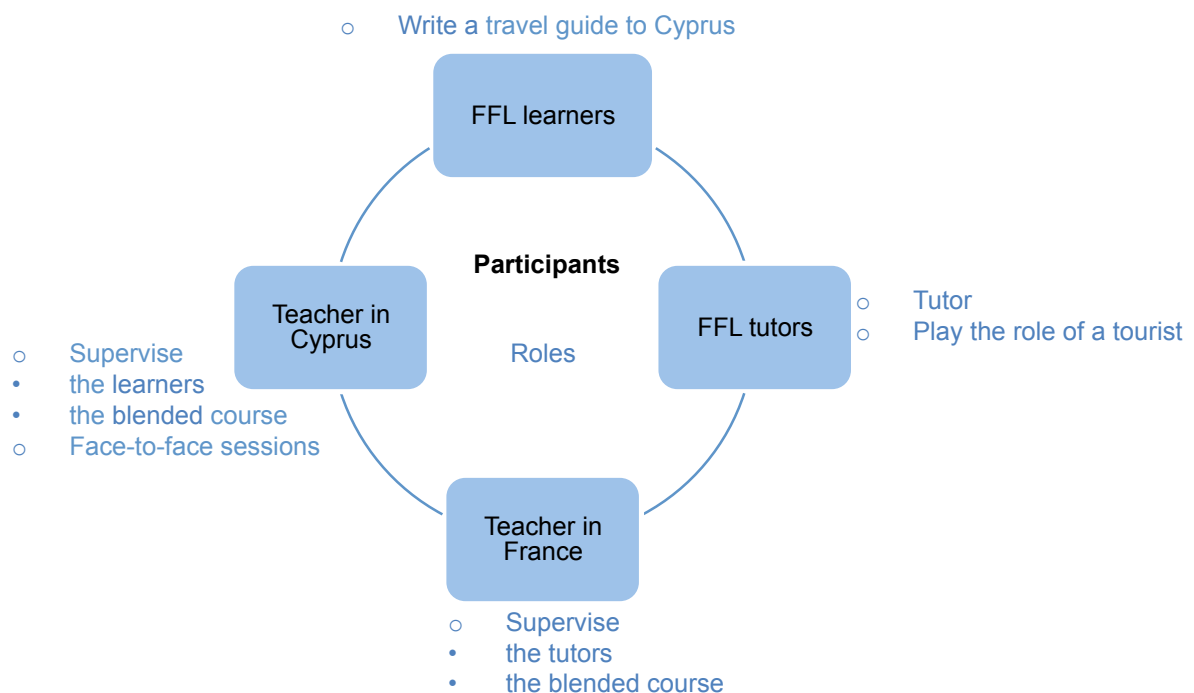 ○ Write a travel guide to Cyprus
FFL learners
Participants
Roles
Teacher in
Cyprus
○ Supervise
• the learners
• the blended course
○ Face-to-face sessions
FFL tutors
○ Tutor
○ Play the role of a tourist
Teacher in
France
○ Supervise
• the tutors
• the blended course